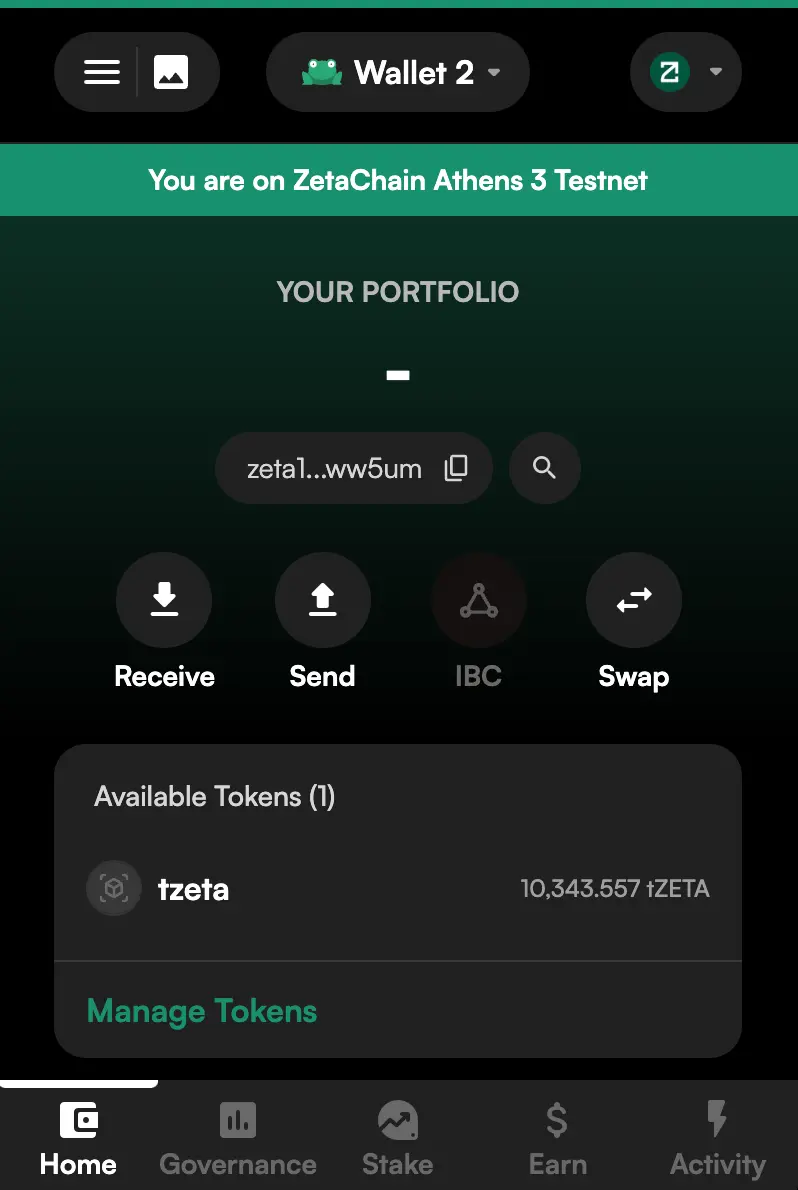 Wallet 2
You are on ZetaChain Athens 3 Testnet
YOUR PORTFOLIO
-
zeta1...ww5um
Receive Send IBC Swap
Available Tokens (1)
tzeta 10,343.557 tZETA
Manage Tokens
Home Governance Stake Earn Activity